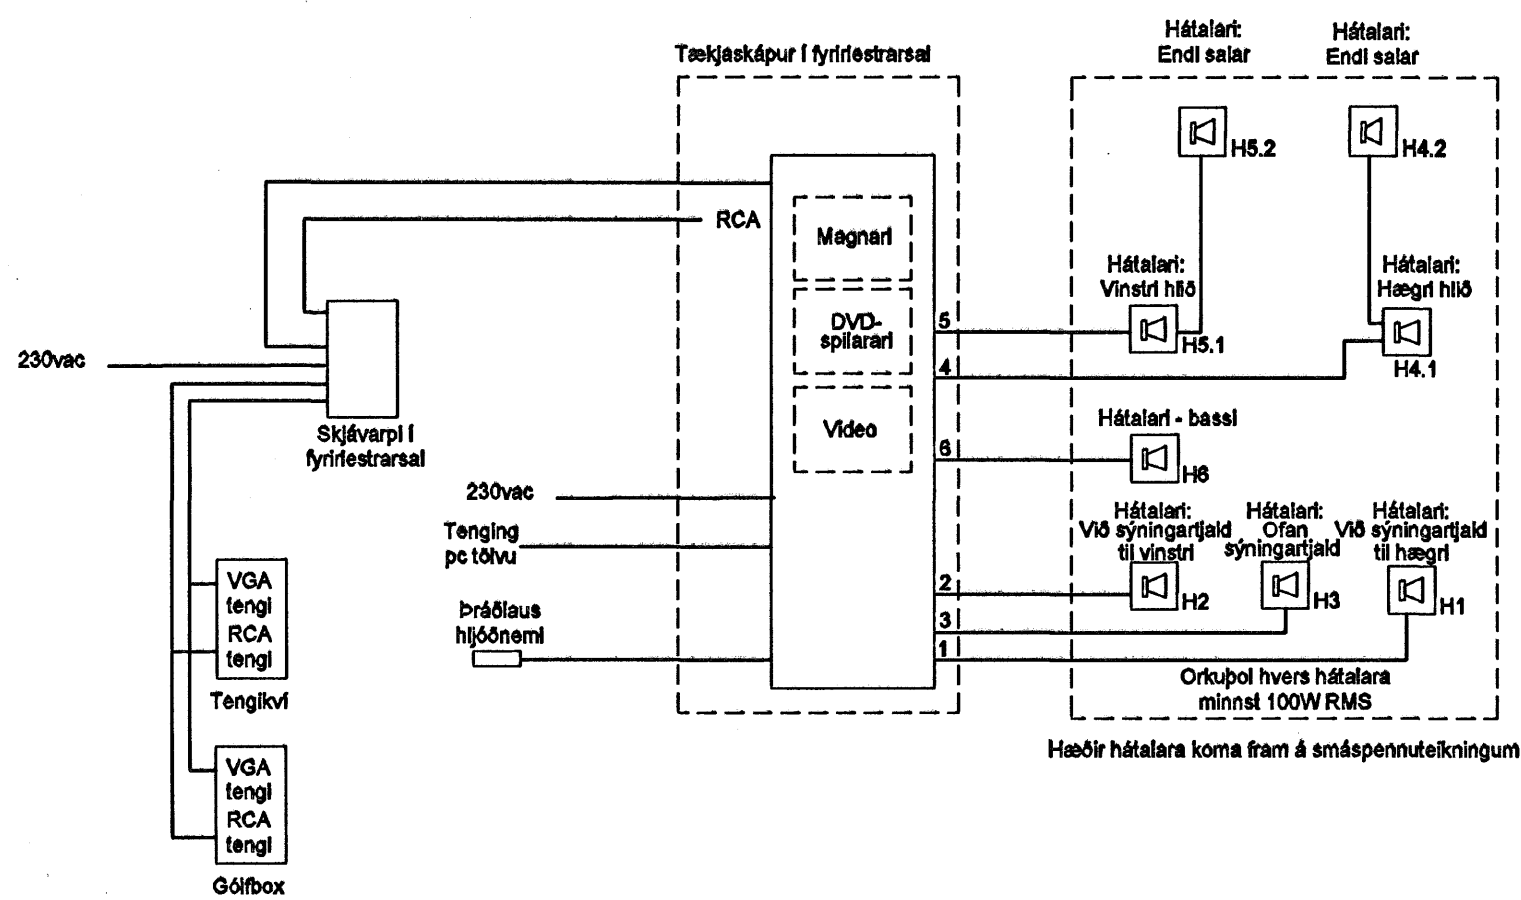 Hátalari:
Endi salar
Hátalari:
Endi salar
Tækjaskápur í fyrirlestrarsal
H5.2
H4.2
RCA
Magnari
Hátalari:
Vinstri hlið
Hátalari:
Hægri hlið
DVD-
spilarari
5
H5.1
4
H4.1
230vac
Skjávarpi í
fyrirlestrarsal
Video
Hátalari - bassi
6
H6
230vac
Tenging
pc tölvu
Hátalari:
Við sýningartjald
til vinstri
Hátalari:
Ofan
sýningartjald
Hátalari:
Við sýningartjald
til hægri
2
H2
H3
H1
3
1
Þráðlaus
hljóðnemi
VGA
tengi
RCA
tengi
Tengikví
Orkuþol hvers hátalara
minnst 100W RMS
Hæðir hátalara koma fram á smáspennuteikningum
VGA
tengi
RCA
tengi
Gólfbox